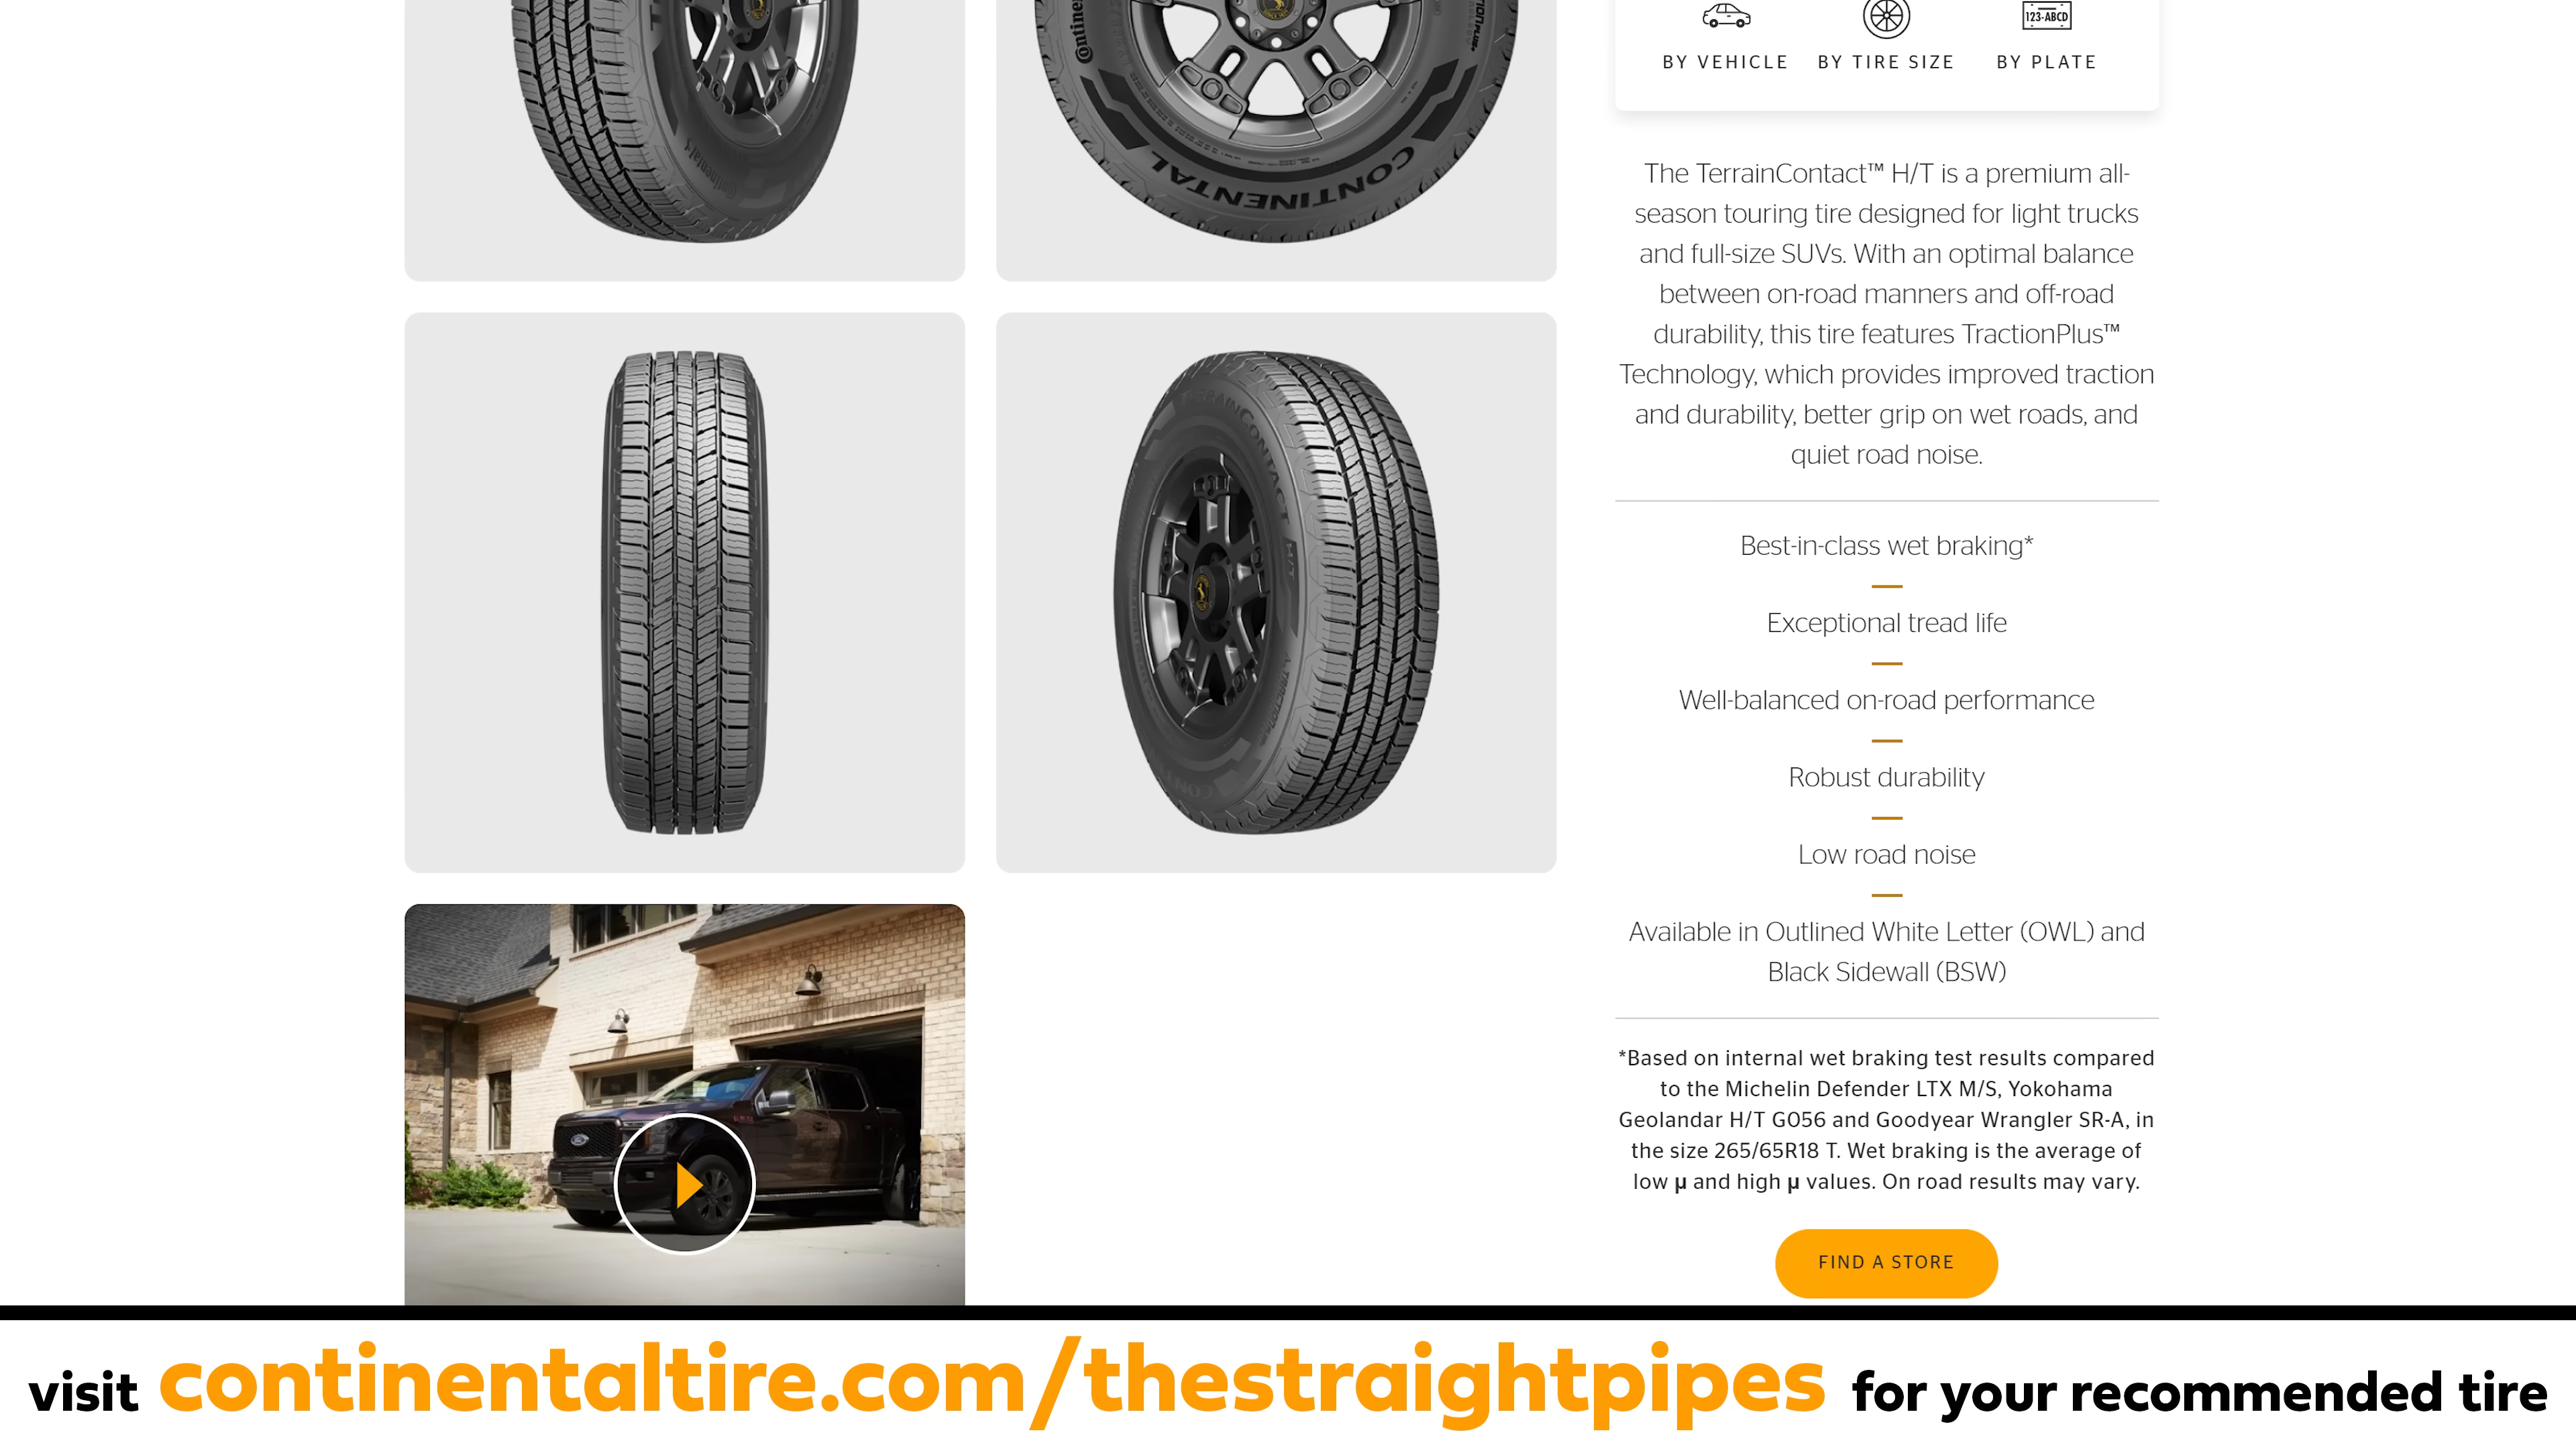 Continental
CONTINENTAL
BY VEHICLE
BY TIRE SIZE
123-ABCD
BY PLATE
The TerrainContact™ H/T is a premium all-
season touring tire designed for light trucks
and full-size SUVs. With an optimal balance
between on-road manners and off-road
durability, this tire features TractionPlus™
Technology, which provides improved traction
and durability, better grip on wet roads, and
quiet road noise.
TERRAINCONTACT H/T
Best-in-class wet braking*
Exceptional tread life
Well-balanced on-road performance
Robust durability
Low road noise
Available in Outlined White Letter (OWL) and
Black Sidewall (BSW)
*Based on internal wet braking test results compared
to the Michelin Defender LTX M/S, Yokohama
Geolandar H/T G056 and Goodyear Wrangler SR-A, in
the size 265/65R18 T. Wet braking is the average of
low µ and high µ values. On road results may vary.
FIND A STORE
visit continentaltire.com/thestraightpipes for your recommended tire